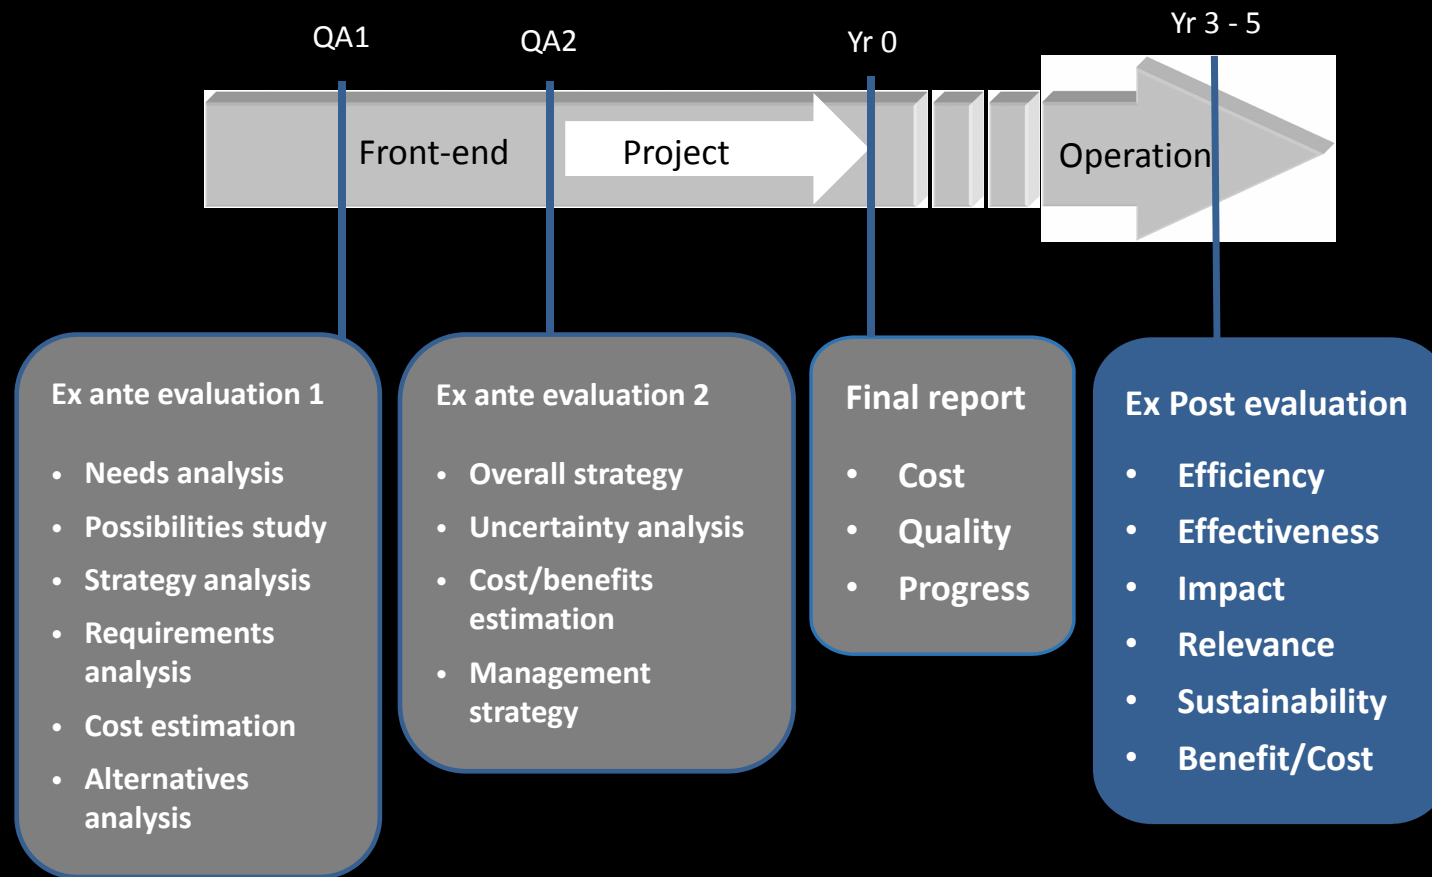 QA1
QA2
Yr 0
Yr 3 - 5
Front-end
Project
Operation
Ex ante evaluation 1
• Needs analysis
• Possibilities study
• Strategy analysis
• Requirements
analysis
• Cost estimation
• Alternatives
analysis
Ex ante evaluation 2
• Overall strategy
• Uncertainty analysis
• Cost/benefits
estimation
• Management
strategy
Final report
• Cost
• Quality
• Progress
Ex Post evaluation
• Efficiency
• Effectiveness
• Impact
• Relevance
• Sustainability
• Benefit/Cost